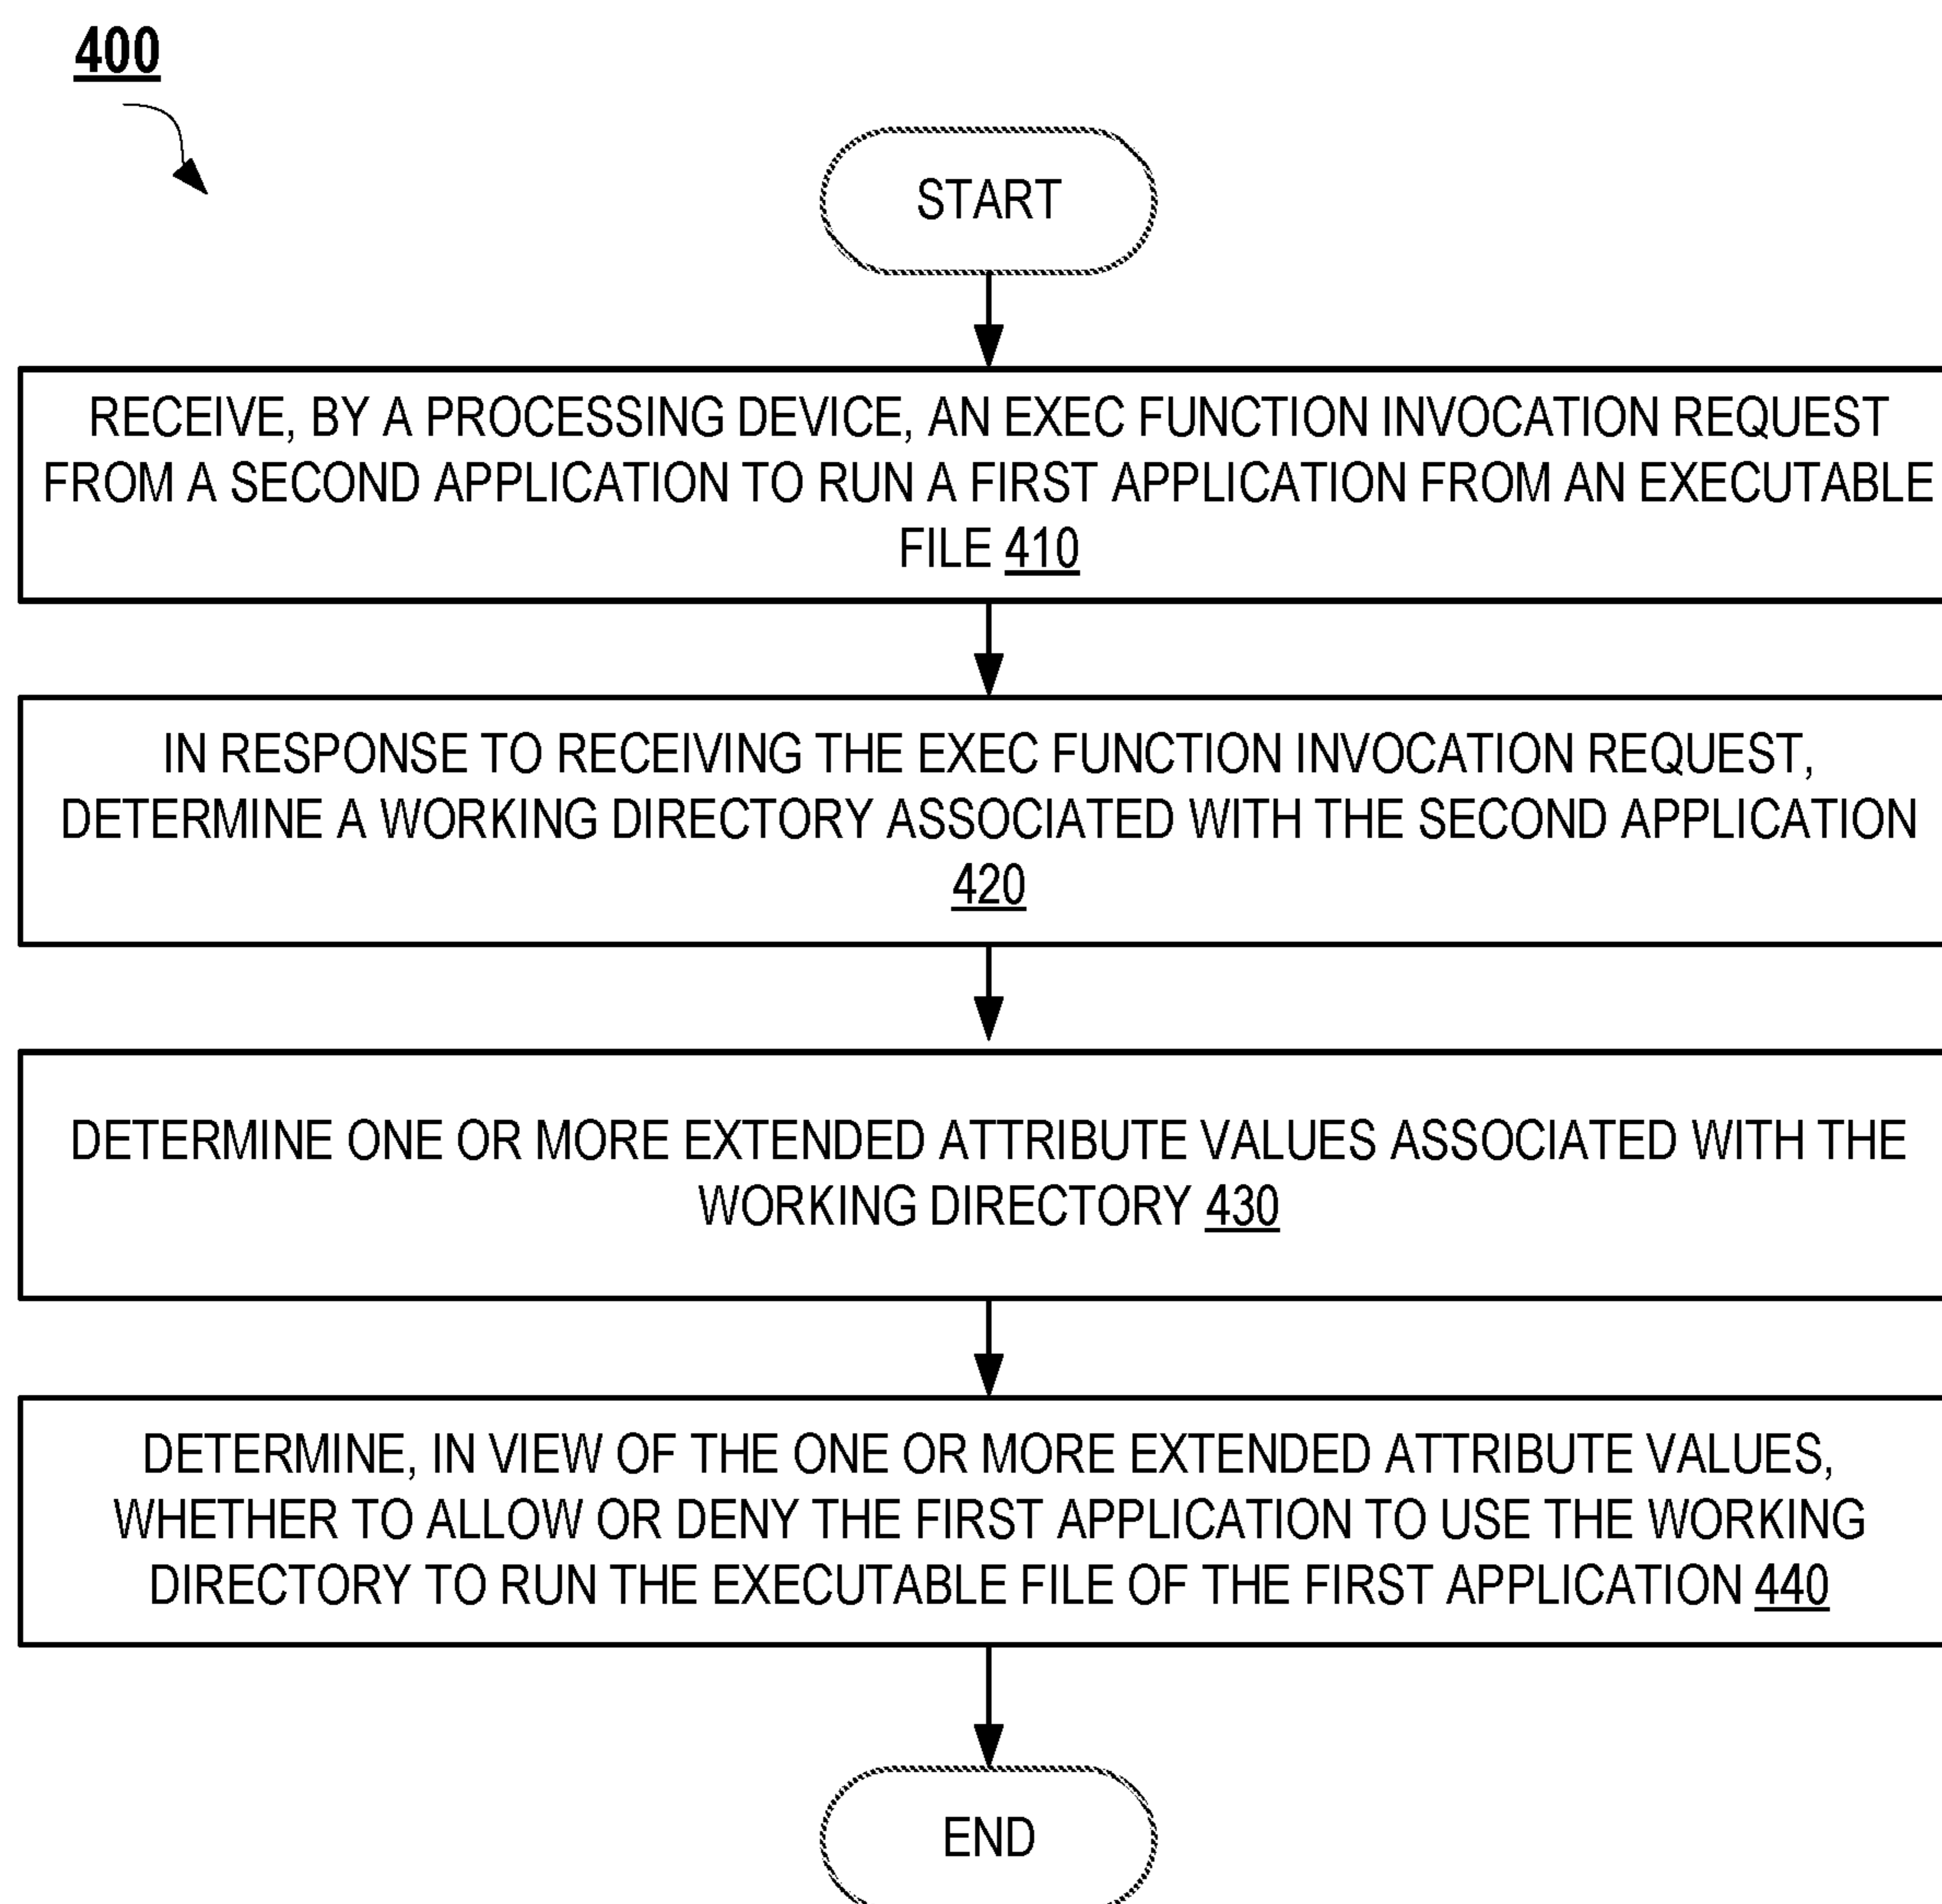 400
START
RECEIVE, BY A PROCESSING DEVICE, AN EXEC FUNCTION INVOCATION REQUEST
FROM A SECOND APPLICATION TO RUN A FIRST APPLICATION FROM AN EXECUTABLE
FILE 410
IN RESPONSE TO RECEIVING THE EXEC FUNCTION INVOCATION REQUEST,
DETERMINE A WORKING DIRECTORY ASSOCIATED WITH THE SECOND APPLICATION
420
DETERMINE ONE OR MORE EXTENDED ATTRIBUTE VALUES ASSOCIATED WITH THE
WORKING DIRECTORY 430
DETERMINE, IN VIEW OF THE ONE OR MORE EXTENDED ATTRIBUTE VALUES,
WHETHER TO ALLOW OR DENY THE FIRST APPLICATION TO USE THE WORKING
DIRECTORY TO RUN THE EXECUTABLE FILE OF THE FIRST APPLICATION 440
END